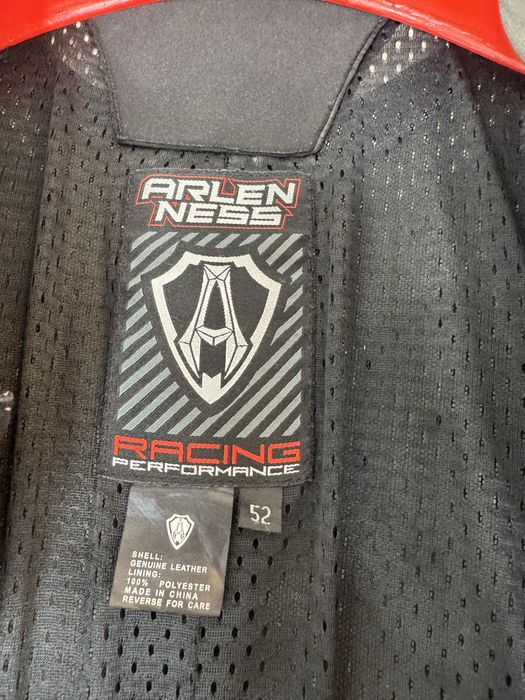 ARLEN
NESS
RACING
PERFORMANCE
52
SHELL:
GENUINE LEATHER
LINING:
100% POLYESTER
MADE IN CHINA
REVERSE FOR CARE